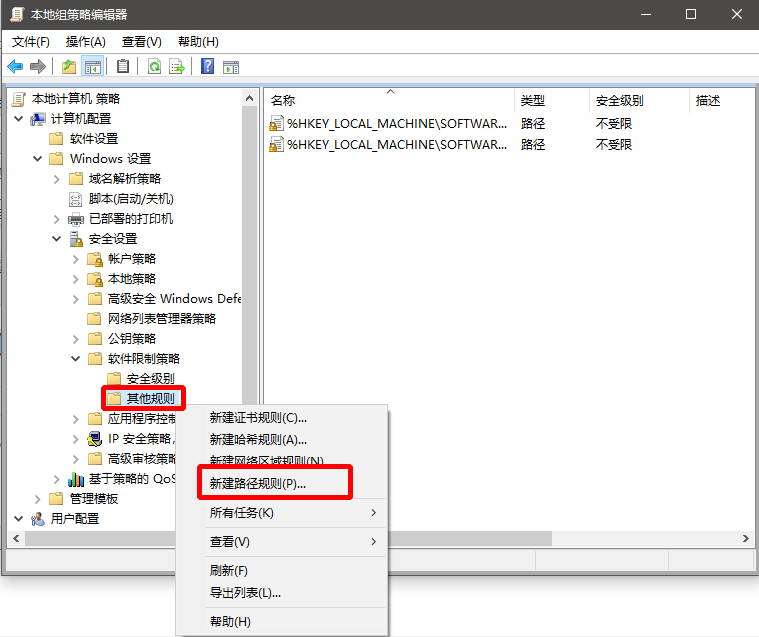 本地组策略编辑器
文件(F) 操作(A) 查看(V) 帮助(H)
本地计算机 策略
计算机配置
软件设置
Windows 设置
域名解析策略
脚本(启动/关机)
已部署的打印机
安全设置
帐户策略
本地策略
高级安全 Windows Defe
网络列表管理器策略
公钥策略
软件限制策略
安全级别
其他规则
应用程序控制
IP 安全策略,
高级审核策略
基于策略的 QoS
管理模板
用户配置
名称 类型 安全级别 描述
%HKEY_LOCAL_MACHINE\SOFTWAR... 路径 不受限
%HKEY_LOCAL_MACHINE\SOFTWAR... 路径 不受限
新建证书规则(C)...
新建哈希规则(A)...
新建网络区域规则(N)...
新建路径规则(P)...
所有任务(K)
查看(V)
刷新(F)
导出列表(L)...
帮助(H)